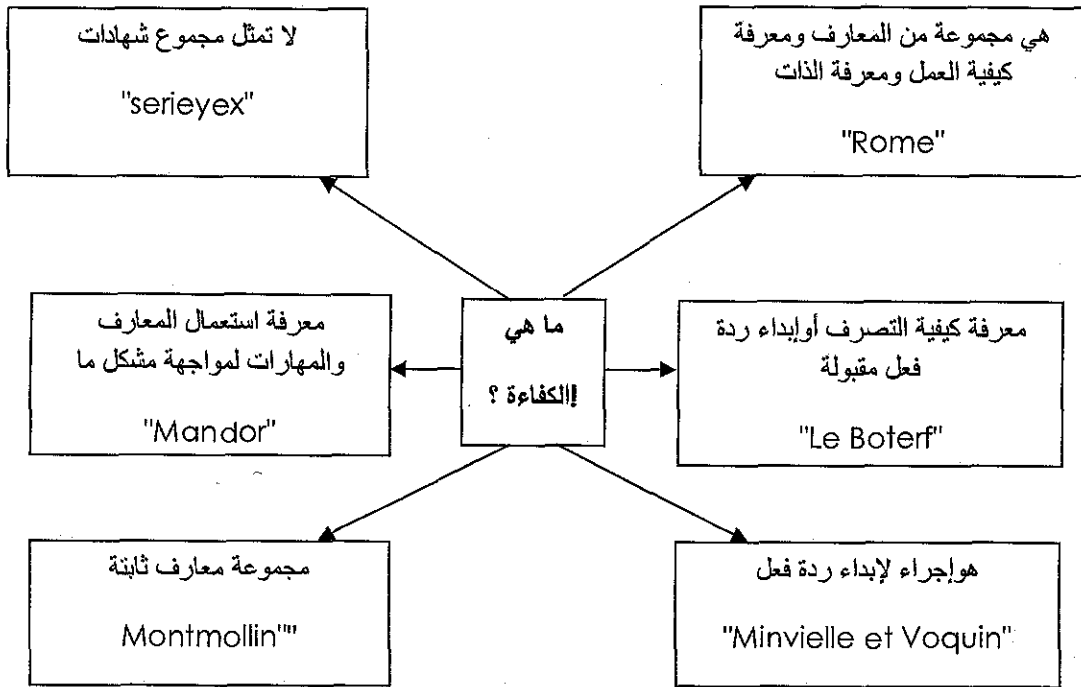 هي مجموعة من المعارف ومعرفة
كيفية العمل ومعرفة الذات
"Rome"
لا تمثل مجموع شهادات
"serieyex"
ما هي
االكفاءة ؟
معرفة كيفية التصرف أوإبداء ردة
فعل مقبولة
"Le Boterf"
معرفة استعمال المعارف
والمهارات لمواجهة مشكل ما
"Mandor"
هوإجراء لإبداء ردة فعل
"Minvielle et Voquin"
مجموعة معارف ثابتة
Montmollin""